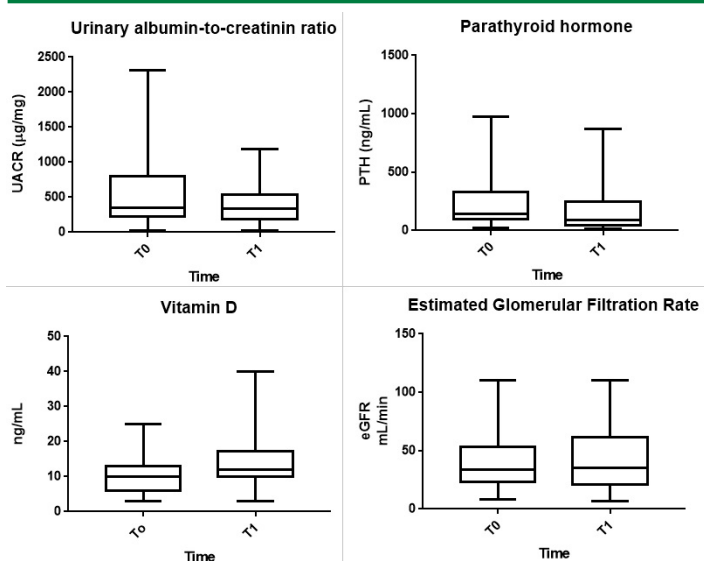 Urinary albumin-to-creatinin ratio
UACR (µg/mg)
2500
2000
1500
1000
500
0
T0
T1
Time
Parathyroid hormone
PTH (ng/mL)
1500
1000
500
0
T0
T1
Time
Vitamin D
ng/mL
50
40
30
20
10
0
To
T1
Time
Estimated Glomerular Filtration Rate
eGFR
mL/min
150
100
50
0
T0
T1
Time